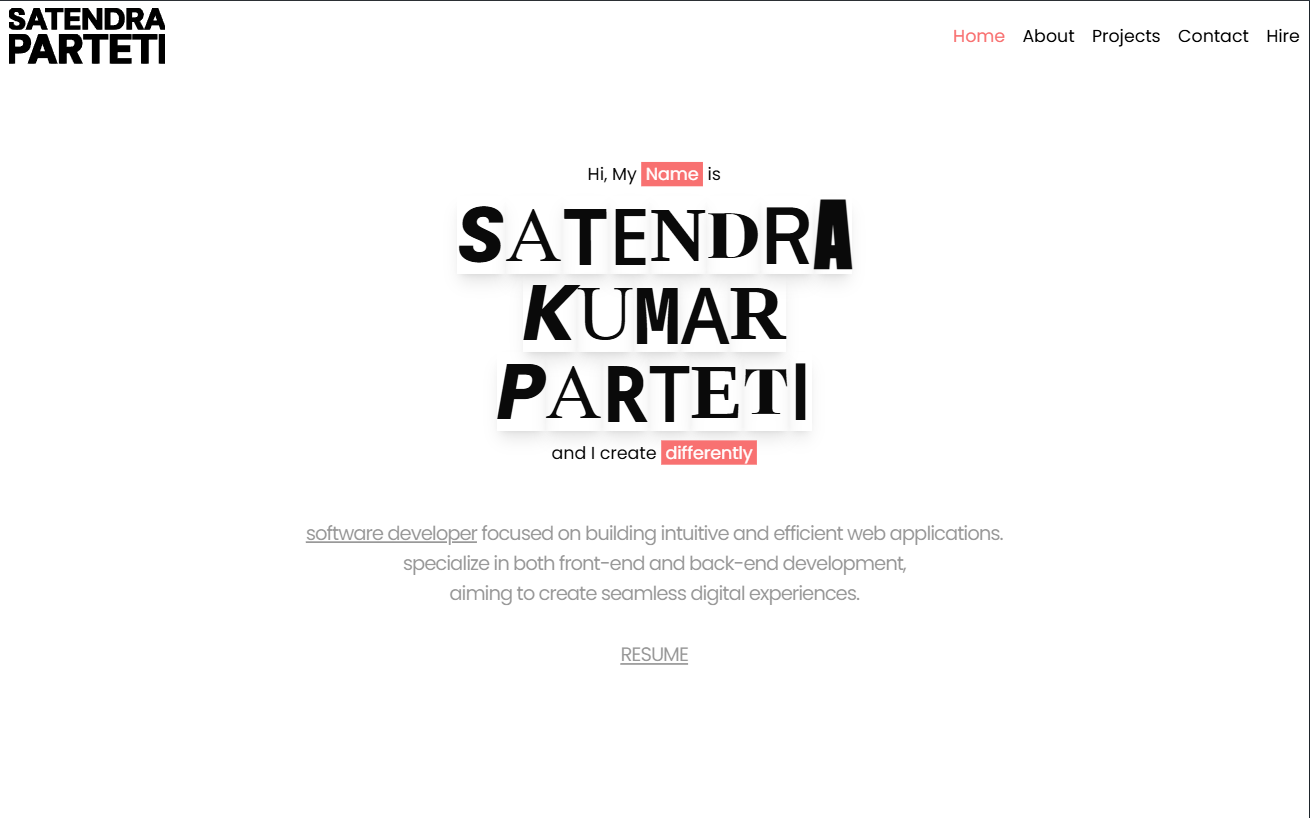 SATENDRA
PARTETI
Home About Projects Contact Hire
Hi, My Name is
SATENDRA
KUMAR
PARTETI
and I create differently
software developer focused on building intuitive and efficient web applications.
specialize in both front-end and back-end development,
aiming to create seamless digital experiences.
RESUME